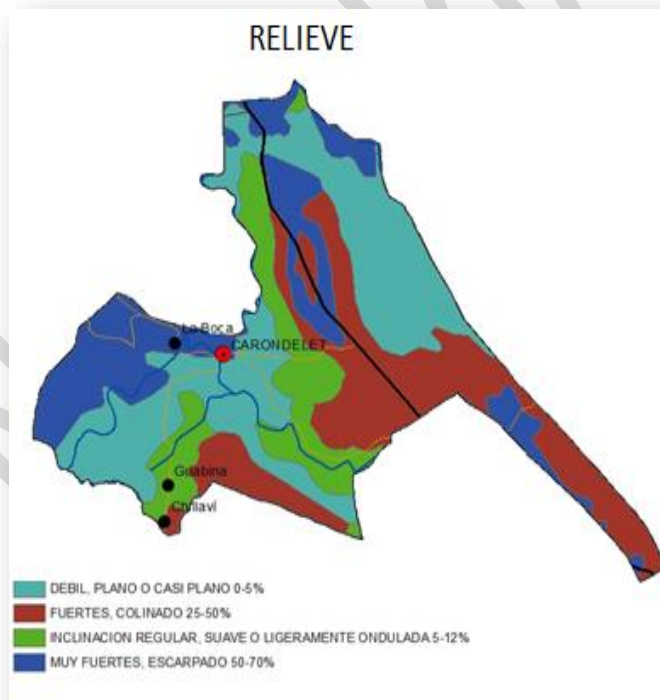 RELIEVE
La Boca
CARONDELET
Guabina
Chilaví
DEBIL, PLANO O CASI PLANO 0-5%
FUERTES, COLINADO 25-50%
INCLINACION REGULAR, SUAVE O LIGERAMENTE ONDULADA 5-12%
MUY FUERTES, ESCARPADO 50-70%